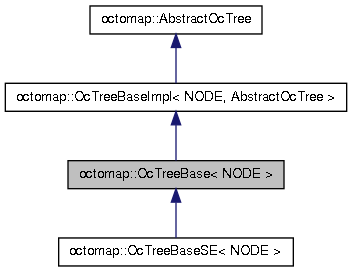 octomap::AbstractOcTree
octomap::OcTreeBaseImpl< NODE, AbstractOcTree >
octomap::OcTreeBase< NODE >
octomap::OcTreeBaseSE< NODE >